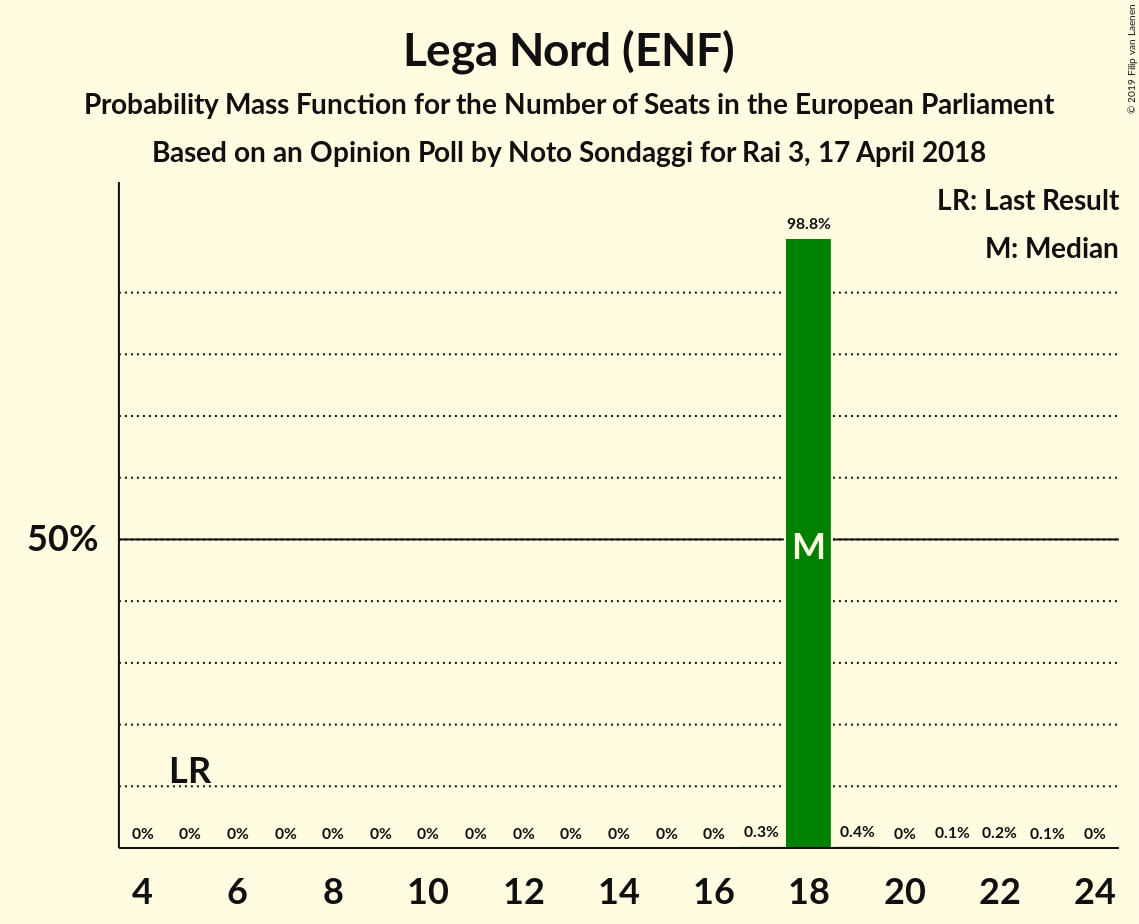 Lega Nord (ENF)
Probability Mass Function for the Number of Seats in the European Parliament
Based on an Opinion Poll by Noto Sondaggi for Rai 3, 17 April 2018
© 2019 Filip van Laenen
LR: Last Result
M: Median
98.8%
50%
M
LR
0% 0% 0% 0% 0% 0% 0% 0% 0% 0% 0% 0% 0% 0.3% 0.4% 0% 0.1% 0.2% 0.1% 0%
4 6 8 10 12 14 16 18 20 22 24